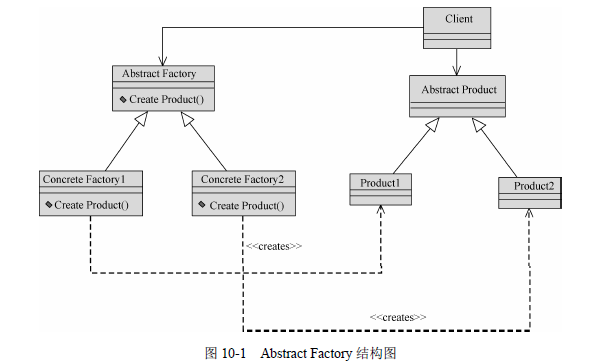 Client
Abstract Factory
Create Product()
Abstract Product
Concrete Factory1
Create Product()
Concrete Factory2
Create Product()
Product1
Product2
<<creates>>
<<creates>>
图 10-1 Abstract Factory 结构图